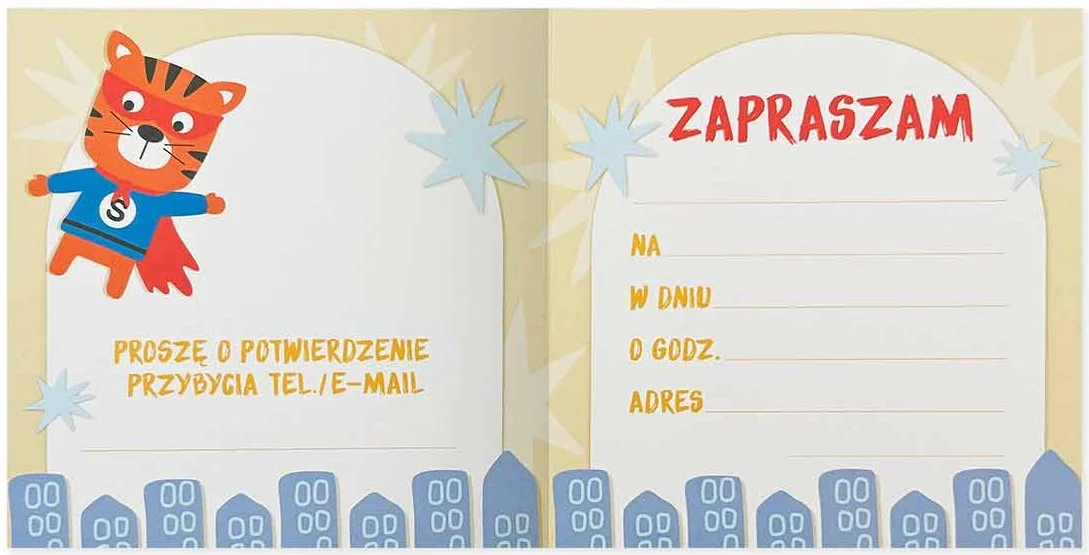 S
PROSZĘ O POTWIERDZENIE
PRZYBYCIA TEL./E-MAIL
ZAPRASZAM
NA
W DNIU
O GODZ.
ADRES